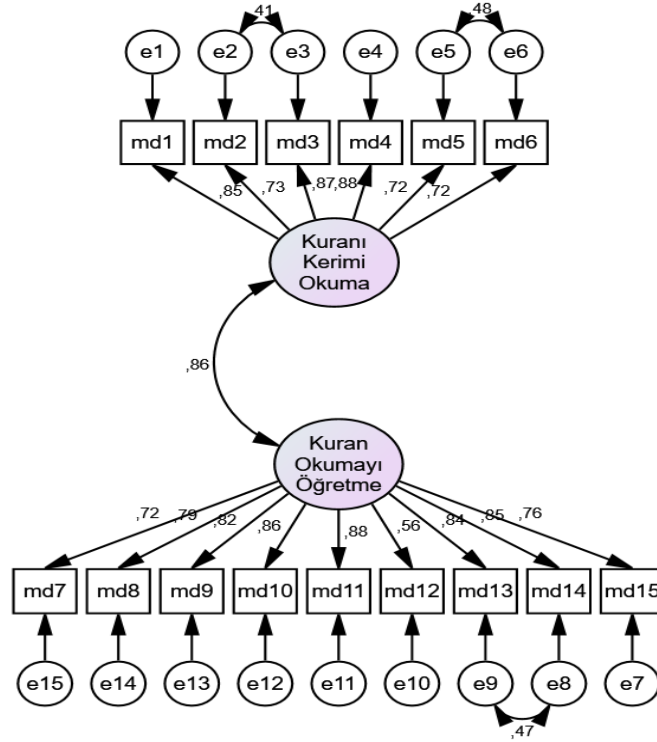 ,41 ,48
e1 e2 e3 e4 e5 e6
md1 md2 md3 md4 md5 md6
,85 ,73 ,87 ,88 ,72 ,72
Kuranı
Kerimi
Okuma
,86
Kuran
Okumayı
Öğretme
,72 ,79 ,82 ,86 ,88 ,56 ,84 ,85 ,76
md7 md8 md9 md10 md11 md12 md13 md14 md15
e15 e14 e13 e12 e11 e10 e9 e8 e7
,47